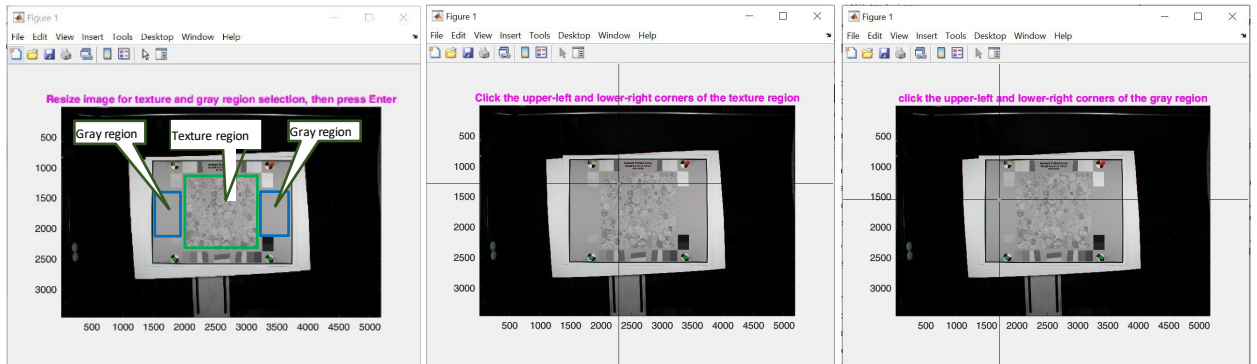 Figure 1
File Edit View Insert Tools Desktop Window Help
Resize image for texture and gray region selection, then press Enter
Gray region
Texture region
Gray region
500
1000
1500
2000
2500
3000
500 1000 1500 2000 2500 3000 3500 4000 4500 5000
Figure 1
File Edit View Insert Tools Desktop Window Help
Click the upper-left and lower-right corners of the texture region
500
1000
1500
2000
2500
3000
500 1000 1500 2000 2500 3000 3500 4000 4500 5000
Figure 1
File Edit View Insert Tools Desktop Window Help
click the upper-left and lower-right corners of the gray region
500
1000
1500
2000
2500
3000
500 1000 1500 2000 2500 3000 3500 4000 4500 5000